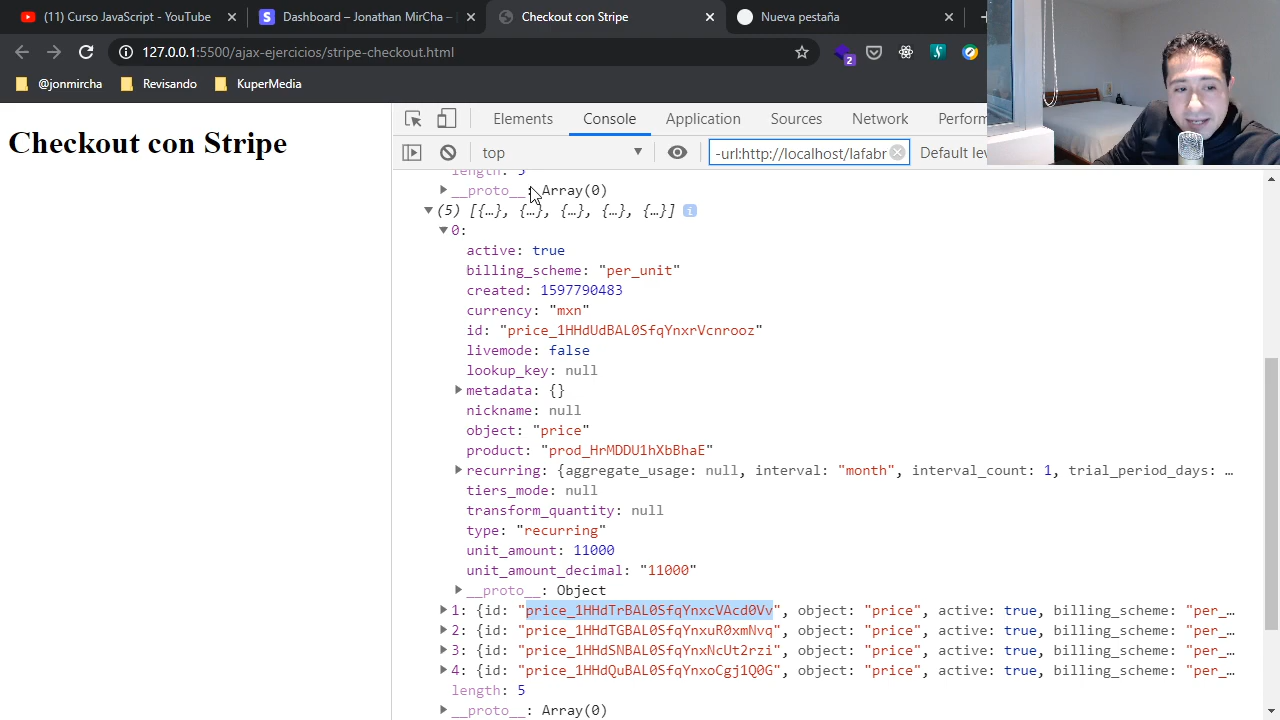 (11) Curso JavaScript - YouTube
Dashboard – Jonathan MirCha – E
Checkout con Stripe
Nueva pestaña
127.0.0.1:5500/ajax-ejercicios/stripe-checkout.html
2
@jonmircha
Revisando
KuperMedia
Checkout con Stripe
Elements
Console
Application
Sources
Network
Perform
top
-url:http://localhost/lafabr
Default lev
length: 5
__proto__: Array(0)
(5) [{…}, {…}, {…}, {…}, {…}]
0:
active: true
billing_scheme: "per_unit"
created: 1597790483
currency: "mxn"
id: "price_1HHdUdBAL0SfqYnxrVcnrooz"
livemode: false
lookup_key: null
metadata: {}
nickname: null
object: "price"
product: "prod_HrMDDU1hXbBhaE"
recurring: {aggregate_usage: null, interval: "month", interval_count: 1, trial_period_days: …
tiers_mode: null
transform_quantity: null
type: "recurring"
unit_amount: 11000
unit_amount_decimal: "11000"
__proto__: Object
1: {id: "price_1HHdTrBAL0SfqYnxcVAcd0Vv", object: "price", active: true, billing_scheme: "per_…
2: {id: "price_1HHdTGBAL0SfqYnxuR0xmNvq", object: "price", active: true, billing_scheme: "per_…
3: {id: "price_1HHdSNBAL0SfqYnxNcUt2rzi", object: "price", active: true, billing_scheme: "per_…
4: {id: "price_1HHdQuBAL0SfqYnxoCgj1Q0G", object: "price", active: true, billing_scheme: "per_…
length: 5
__proto__: Array(0)